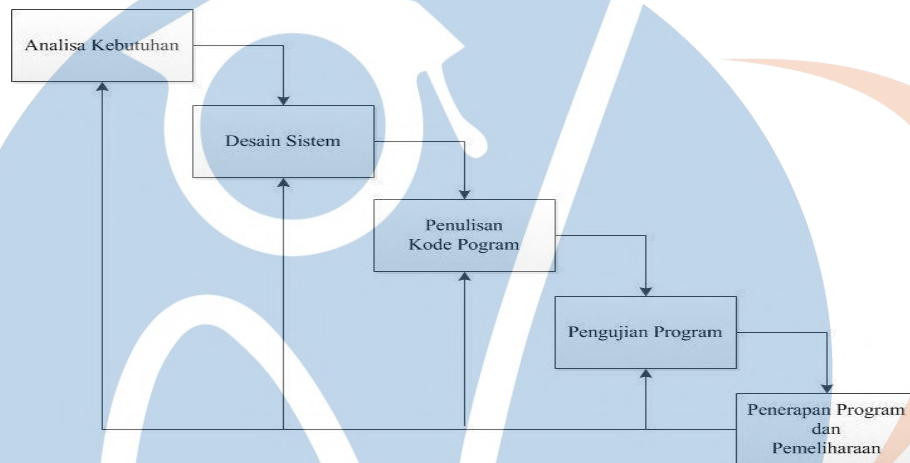 Analisa Kebutuhan
Desain Sistem
Penulisan
Kode Pogram
Pengujian Program
Penerapan Program
dan
Pemeliharaan